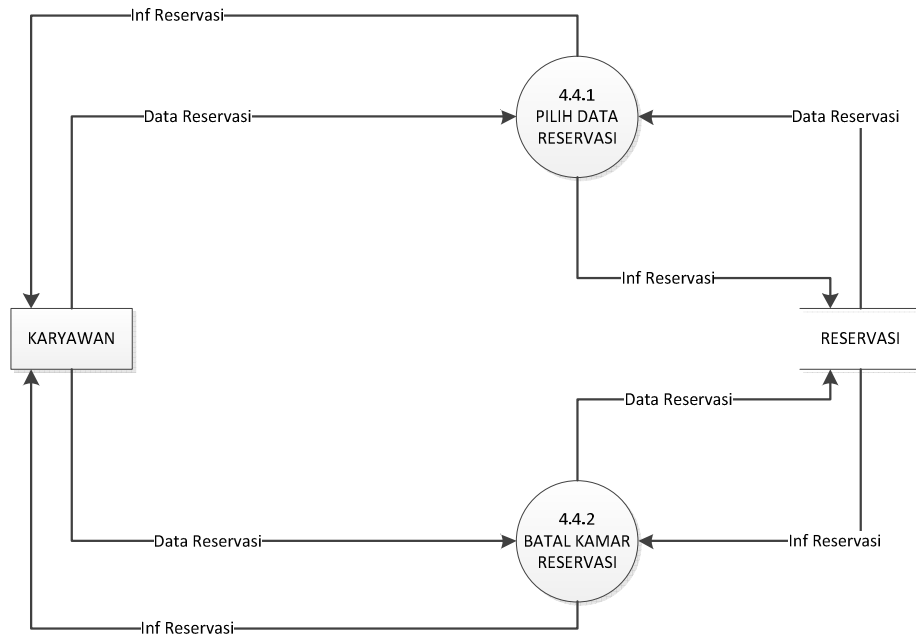 Inf Reservasi
4.4.1
PILIH DATA
RESERVASI
Data Reservasi
Data Reservasi
Inf Reservasi
KARYAWAN
RESERVASI
Data Reservasi
4.4.2
BATAL KAMAR
RESERVASI
Data Reservasi
Inf Reservasi
Inf Reservasi